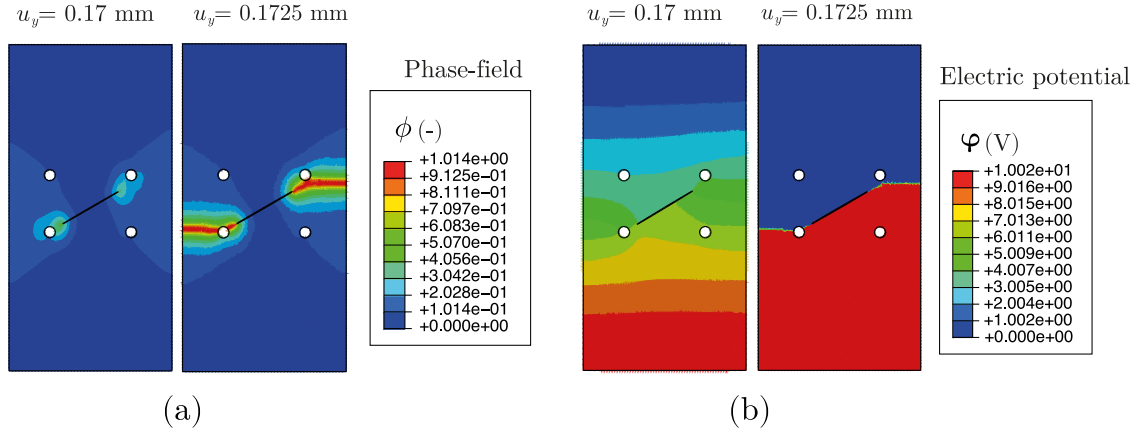 u_y= 0.17 mm
u_y= 0.1725 mm
Phase-field
ϕ (-)
+1.014e+00
+9.125e−01
+8.111e−01
+7.097e−01
+6.083e−01
+5.070e−01
+4.056e−01
+3.042e−01
+2.028e−01
+1.014e−01
+0.000e+00
(a)
u_y= 0.17 mm
u_y= 0.1725 mm
Electric potential
φ (V)
+1.002e+01
+9.016e+00
+8.015e+00
+7.013e+00
+6.011e+00
+5.009e+00
+4.007e+00
+3.005e+00
+2.004e+00
+1.002e+00
+0.000e+00
(b)